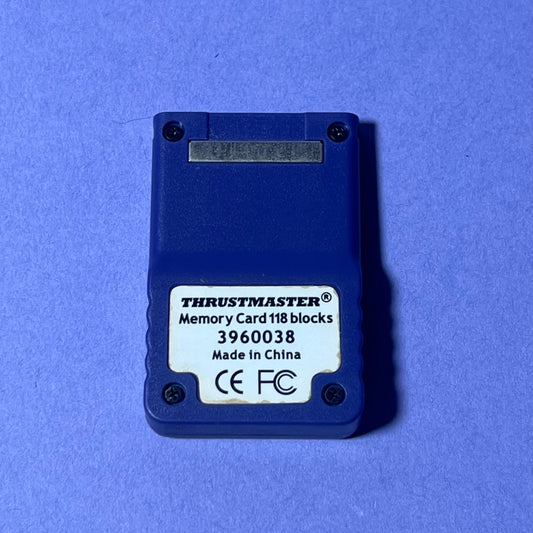 THRUSTMASTER®
Memory Card 118 blocks
3960038
Made in China
CE FC